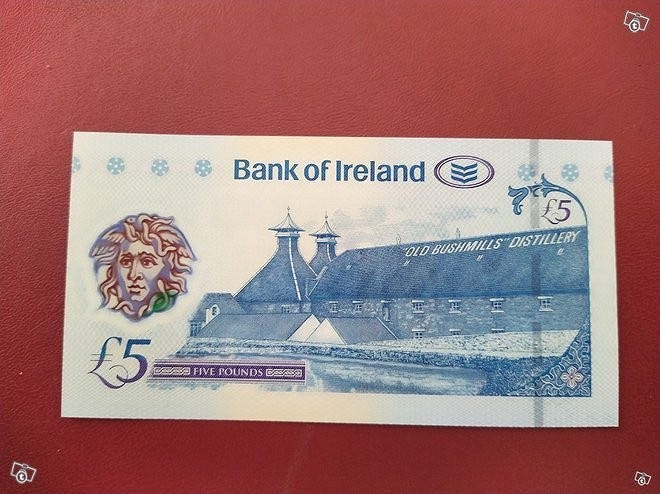 Bank of Ireland
£5
"OLD BUSHMILLS" DISTILLERY
£5
FIVE POUNDS